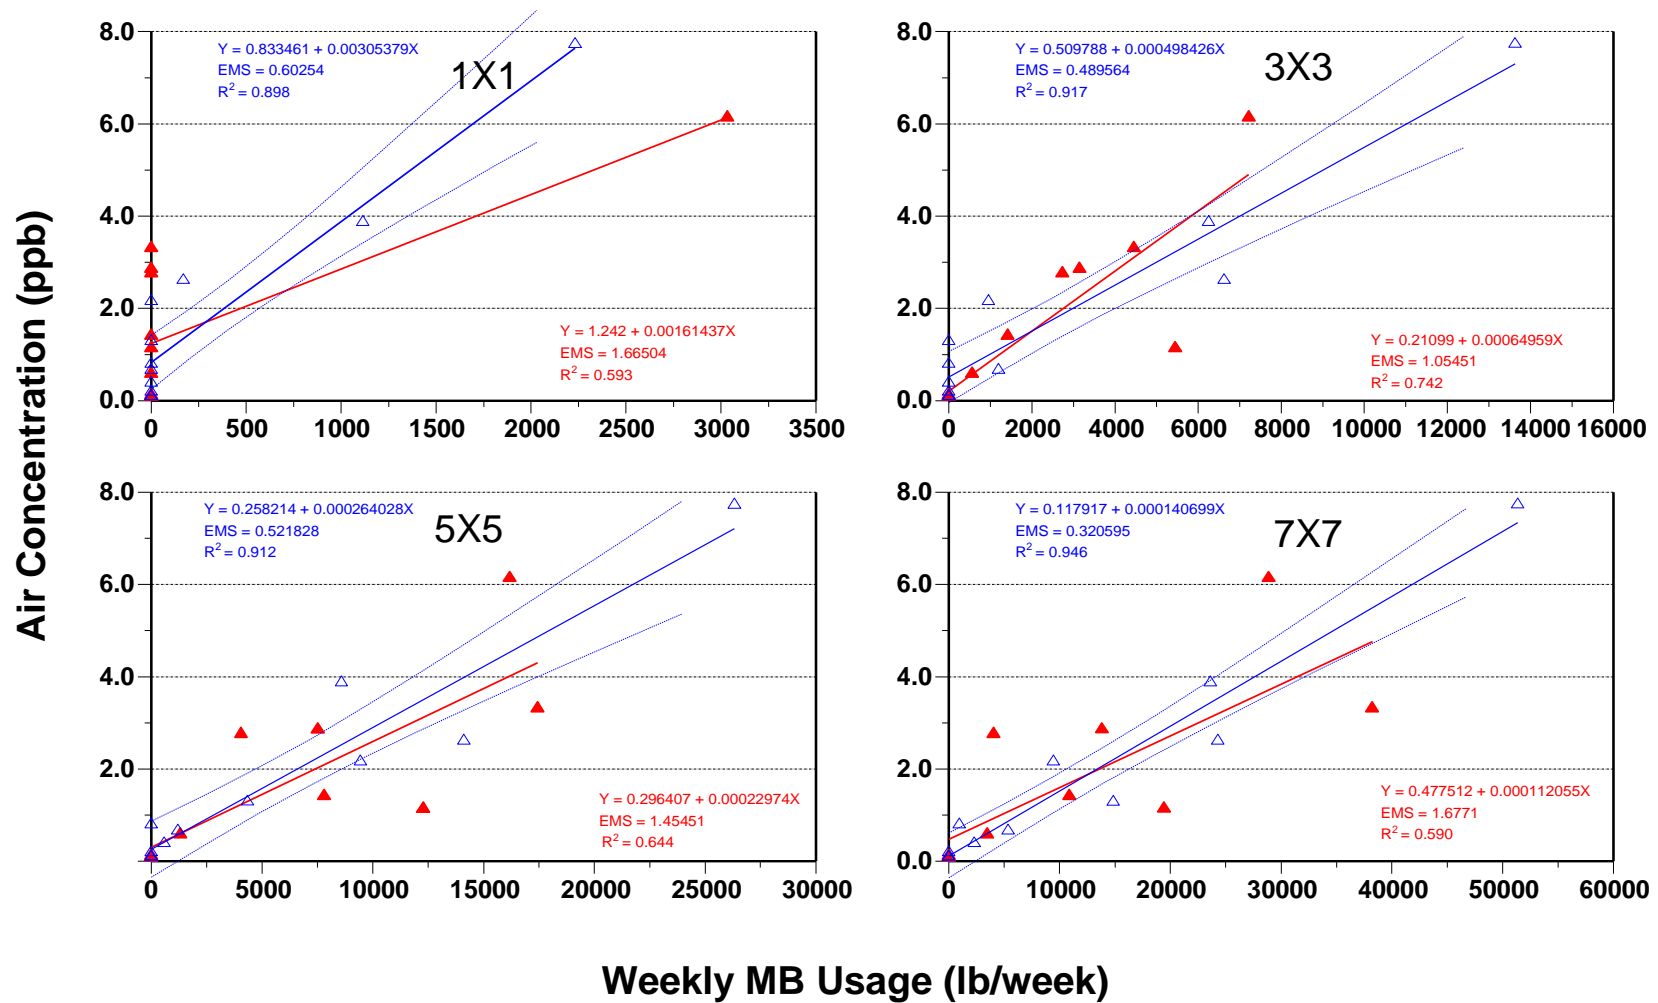 Air Concentration (ppb)
8.0
6.0
4.0
2.0
0.0
Y = 0.833461 + 0.00305379X
EMS = 0.60254
R² = 0.898
1X1
Y = 1.242 + 0.00161437X
EMS = 1.66504
R² = 0.593
0 500 1000 1500 2000 2500 3000 3500
8.0
6.0
4.0
2.0
0.0
Y = 0.509788 + 0.000498426X
EMS = 0.489564
R² = 0.917
3X3
Y = 0.21099 + 0.00064959X
EMS = 1.05451
R² = 0.742
0 2000 4000 6000 8000 10000 12000 14000 16000
8.0
6.0
4.0
2.0
Y = 0.258214 + 0.000264028X
EMS = 0.521828
R² = 0.912
5X5
Y = 0.296407 + 0.00022974X
EMS = 1.45451
R² = 0.644
0 5000 10000 15000 20000 25000 30000
8.0
6.0
4.0
2.0
0.0
Y = 0.117917 + 0.000140699X
EMS = 0.320595
R² = 0.946
7X7
Y = 0.477512 + 0.000112055X
EMS = 1.6771
R² = 0.590
0 10000 20000 30000 40000 50000 60000
Weekly MB Usage (lb/week)